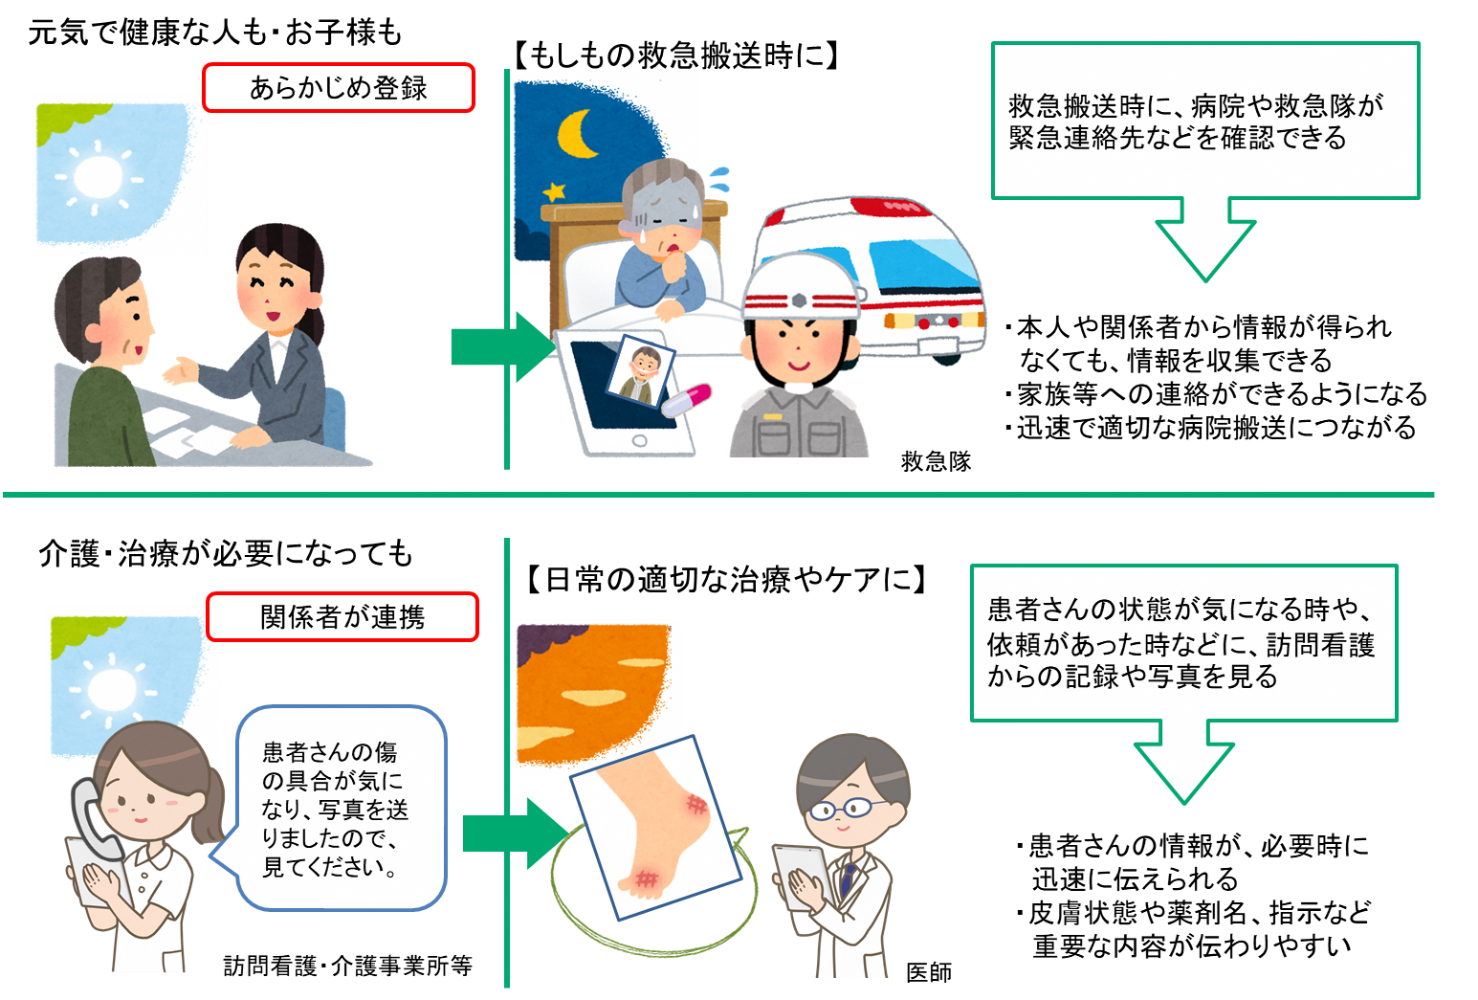 元気で健康な人も・お子様も
あらかじめ登録
【もしもの救急搬送時に】
救急搬送時に、病院や救急隊が
緊急連絡先などを確認できる
・本人や関係者から情報が得られ
なくても、情報を収集できる
・家族等への連絡ができるようになる
・迅速で適切な病院搬送につながる
救急隊
介護・治療が必要になっても
関係者が連携
患者さんの傷
の具合が気に
なり、写真を送
りましたので、
見てください。
訪問看護・介護事業所等
【日常の適切な治療やケアに】
医師
患者さんの状態が気になる時や、
依頼があった時などに、訪問看護
からの記録や写真を見る
・患者さんの情報が、必要時に
迅速に伝えられる
・皮膚状態や薬剤名、指示など
重要な内容が伝わりやすい